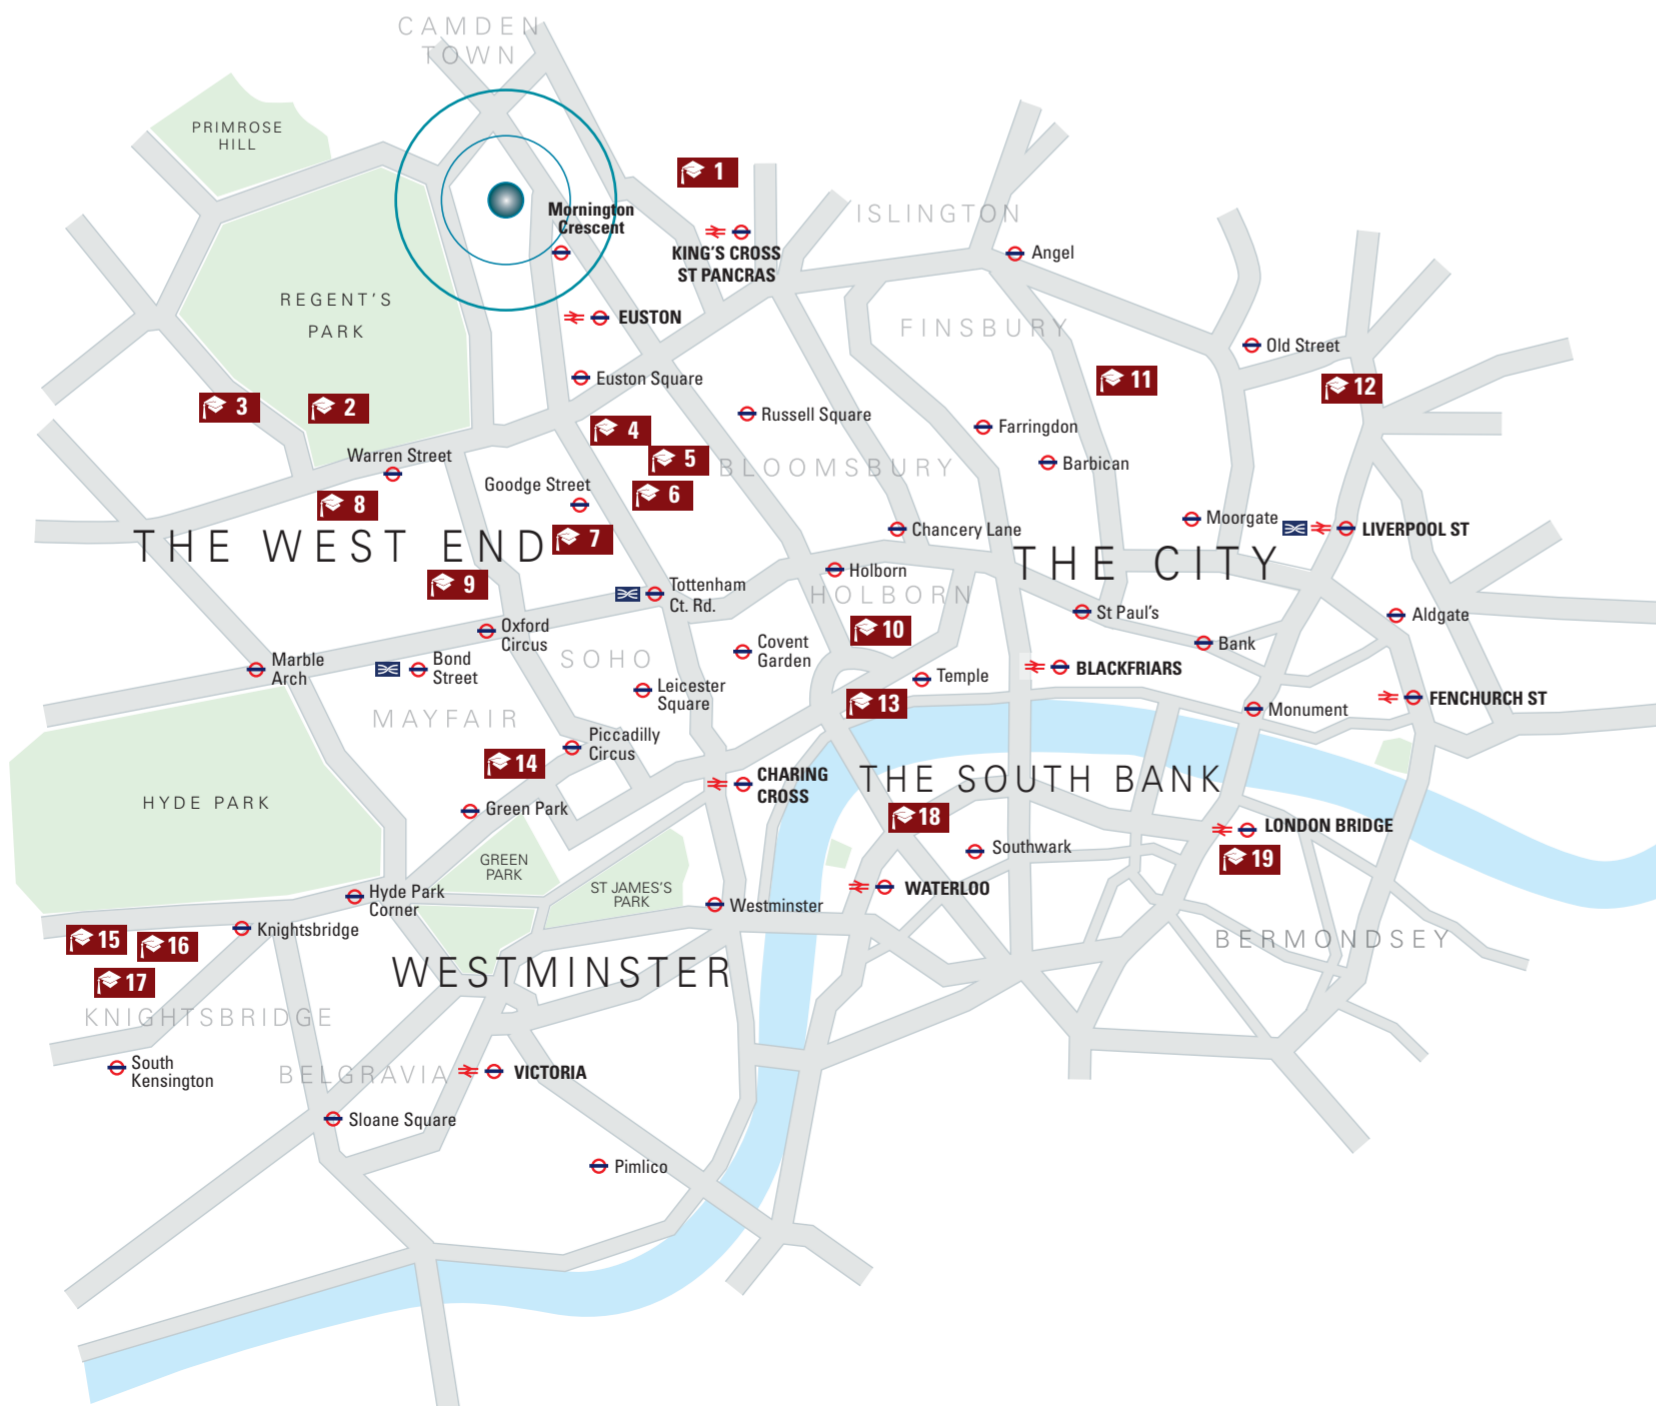 CAMDEN
TOWN
PRIMROSE
HILL
1
Mornington
Crescent
ISLINGTON
KING'S CROSS
ST PANCRAS
Angel
REGENT'S
PARK
EUSTON
FINSBURY
Old Street
Euston Square
11
12
3
2
Russell Square
4
Farringdon
Warren Street
5
BLOOMSBURY
Barbican
Goodge Street
6
8
Chancery Lane
Moorgate
LIVERPOOL ST
THE WEST END
7
THE CITY
9
Holborn
Tottenham
Ct. Rd.
HOLBORN
St Paul's
Aldgate
Oxford
Circus
10
Bank
SOHO
Covent
Garden
Marble
Arch
Bond
Street
BLACKFRIARS
Temple
Leicester
Square
FENCHURCH ST
13
MAYFAIR
Monument
Piccadilly
Circus
14
CHARING
CROSS
THE SOUTH BANK
HYDE PARK
Green Park
18
LONDON BRIDGE
Southwark
19
GREEN
PARK
ST JAMES'S
PARK
WATERLOO
Hyde Park
Corner
Westminster
Knightsbridge
15
16
BERMONDSEY
WESTMINSTER
17
KNIGHTSBRIDGE
South
Kensington
BELGRAVIA
VICTORIA
Sloane Square
Pimlico